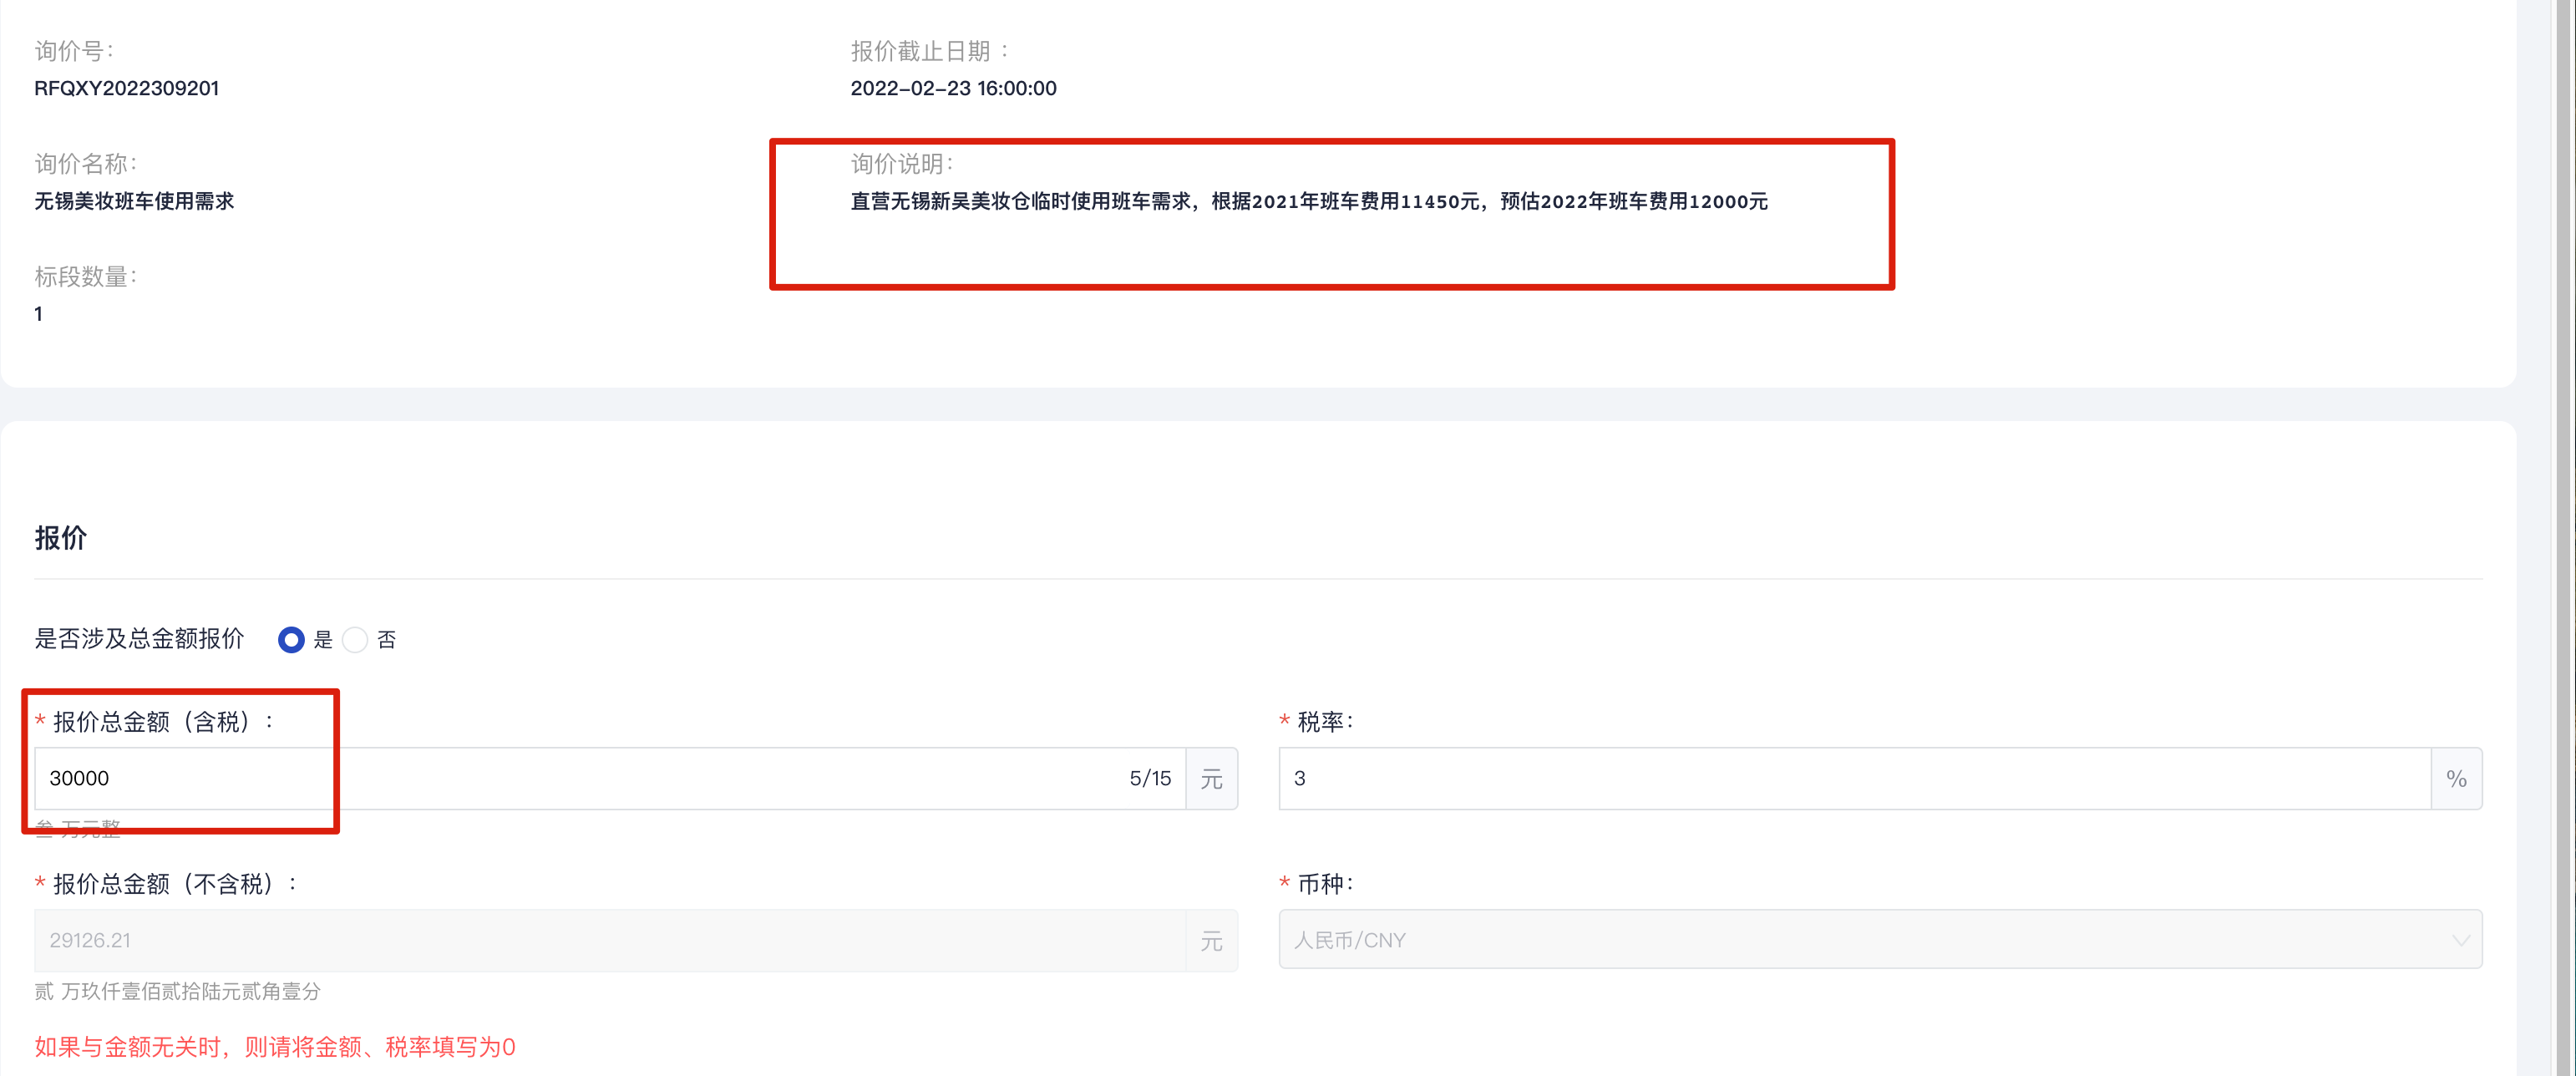 询价号：
RFQXY2022309201
报价截止日期 ：
2022-02-23 16:00:00
询价名称：
无锡美妆班车使用需求
询价说明：
直营无锡新吴美妆仓临时使用班车需求，根据2021年班车费用11450元，预估2022年班车费用12000元
标段数量：
1
报价
是否涉及总金额报价 是 否
* 报价总金额（含税）：
30000 5/15 元
叁 万元整
* 税率：
3 %
* 报价总金额（不含税）：
29126.21 元
贰 万玖仟壹佰贰拾陆元贰角壹分
* 币种：
人民币/CNY
如果与金额无关时，则请将金额、税率填写为0